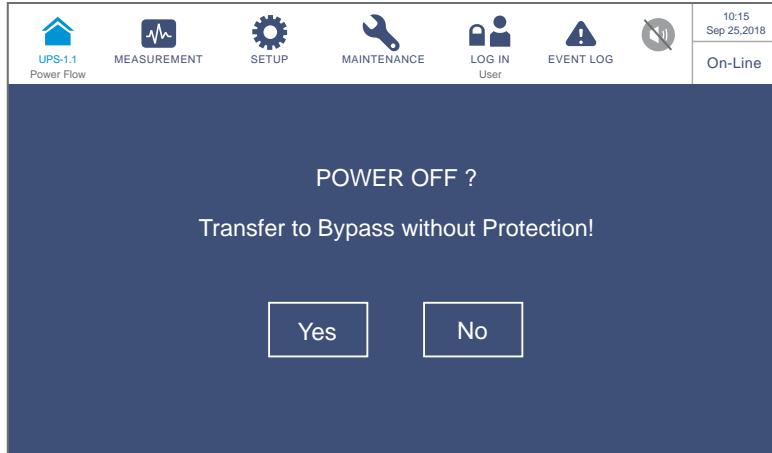 UPS-1.1
Power Flow
MEASUREMENT
SETUP
MAINTENANCE
LOG IN
User
EVENT LOG
10:15
Sep 25,2018
On-Line
POWER OFF ?
Transfer to Bypass without Protection!
Yes
No